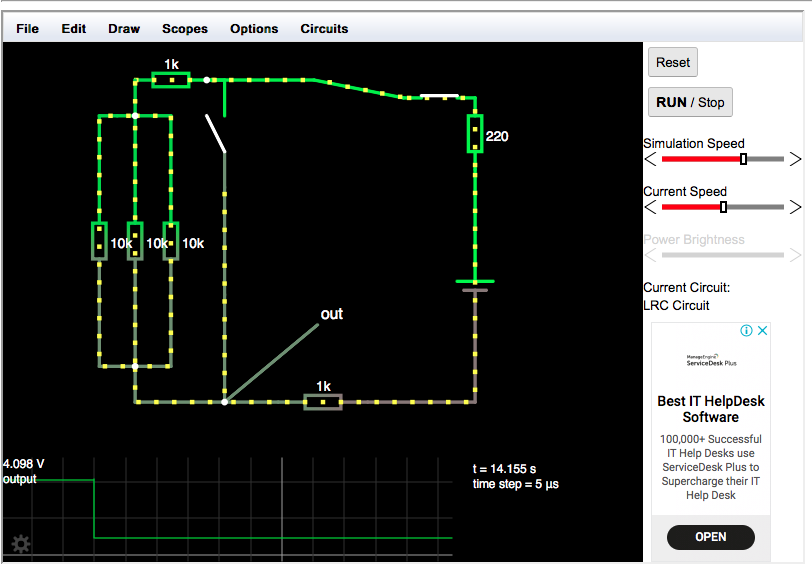 File Edit Draw Scopes Options Circuits
1k
220
10k 10k 10k
out
1k
4.098 V
output
t = 14.155 s
time step = 5 µs
Reset
RUN / Stop
Simulation Speed
Current Speed
Power Brightness
Current Circuit:
LRC Circuit
ManageEngine
ServiceDesk Plus
Best IT HelpDesk
Software
100,000+ Successful
IT Help Desks use
ServiceDesk Plus to
Supercharge their IT
Help Desk
OPEN